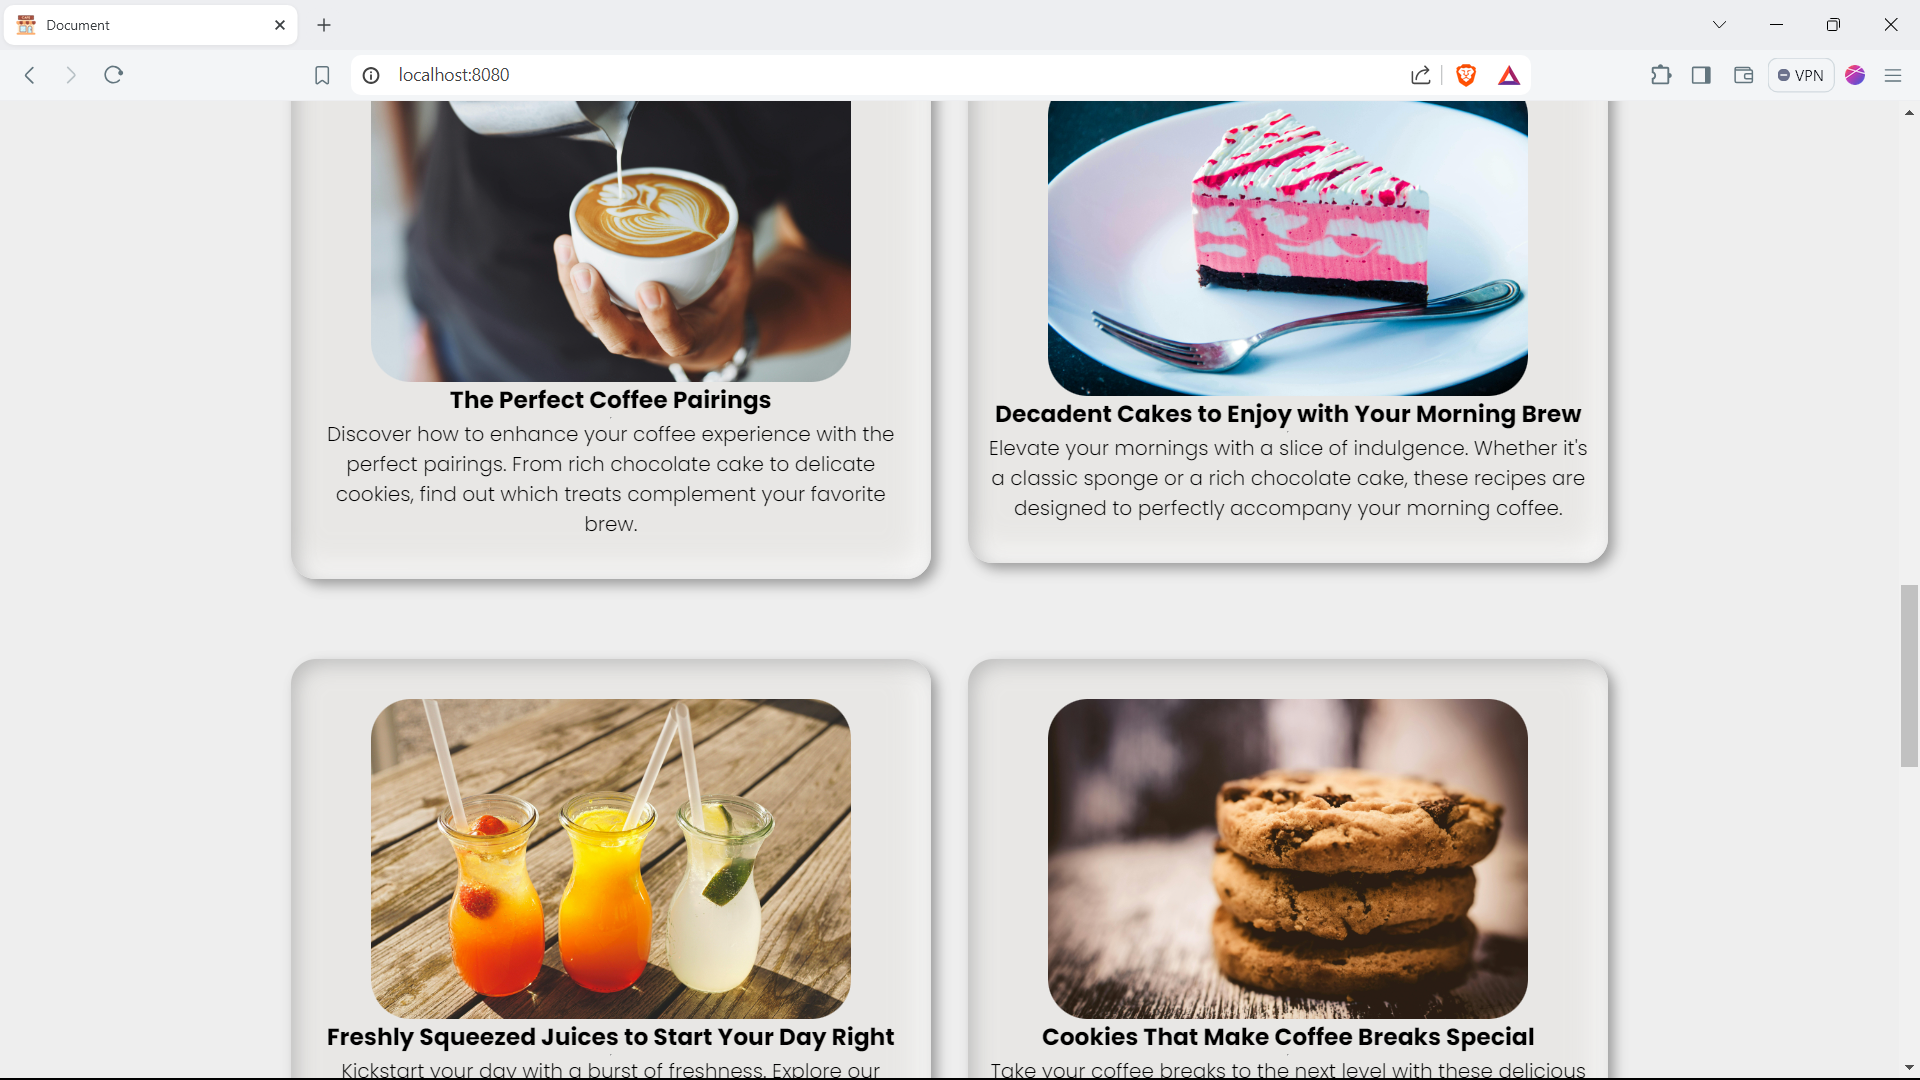 Document
localhost:8080
VPN
The Perfect Coffee Pairings
Discover how to enhance your coffee experience with the
perfect pairings. From rich chocolate cake to delicate
cookies, find out which treats complement your favorite
brew.
Decadent Cakes to Enjoy with Your Morning Brew
Elevate your mornings with a slice of indulgence. Whether it's
a classic sponge or a rich chocolate cake, these recipes are
designed to perfectly accompany your morning coffee.
Freshly Squeezed Juices to Start Your Day Right
Kickstart your day with a burst of freshness. Explore our
Cookies That Make Coffee Breaks Special
Take your coffee breaks to the next level with these delicious